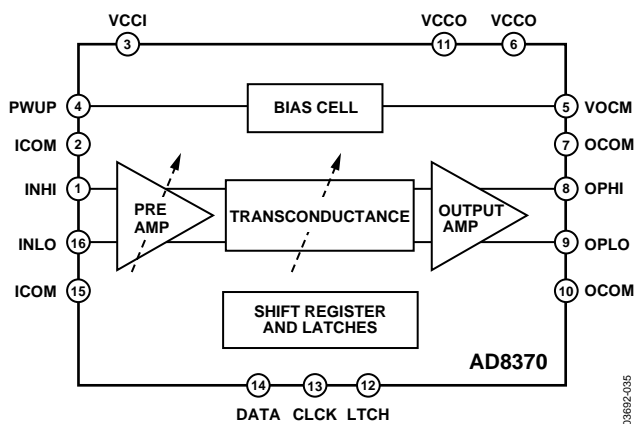 VCCI VCCO VCCO
3 11 6
PWUP 4 BIAS CELL 5 VOCM
ICOM 2 7 OCOM
INHI 1 8 OPHI
PRE
AMP
TRANSCONDUCTANCE
OUTPUT
AMP
INLO 16 9 OPLO
ICOM 15 10 OCOM
SHIFT REGISTER
AND LATCHES
AD8370
14 13 12
DATA CLCK LTCH
03692-035